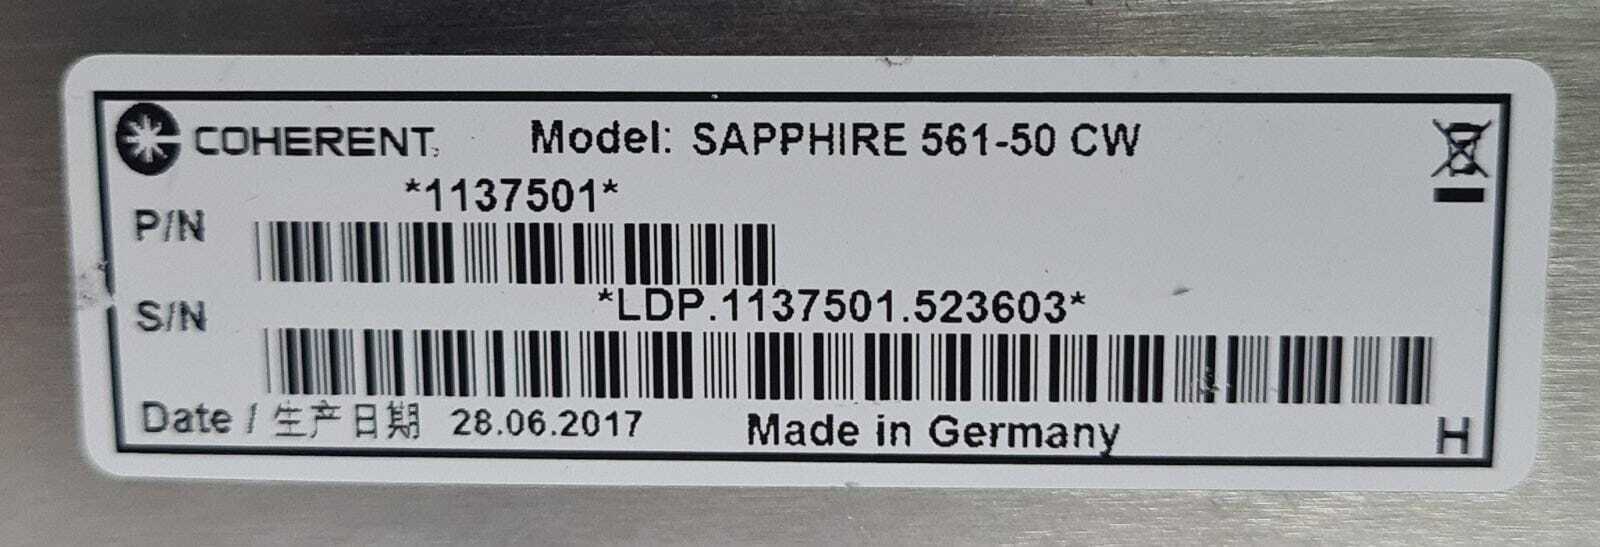 COHERENT. Model: SAPPHIRE 561-50 CW
*1137501*
P/N
*LDP.1137501.523603*
S/N
Date / 生产日期 28.06.2017 Made in Germany H